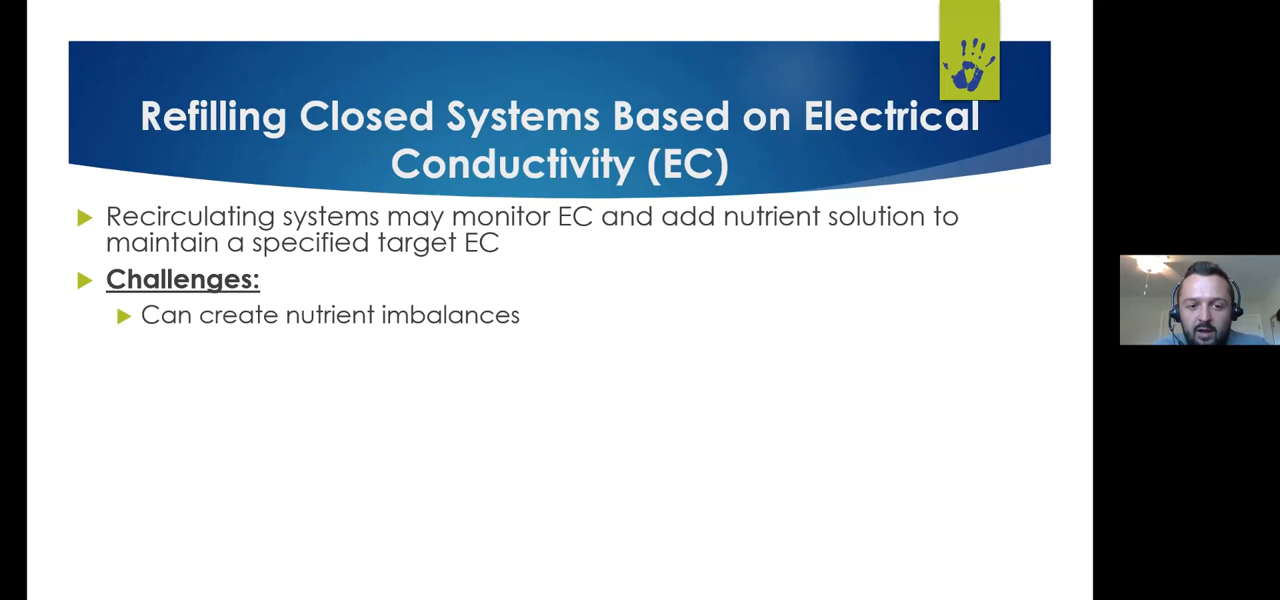 Refilling Closed Systems Based on Electrical
Conductivity (EC)
Recirculating systems may monitor EC and add nutrient solution to
maintain a specified target EC
Challenges:
Can create nutrient imbalances